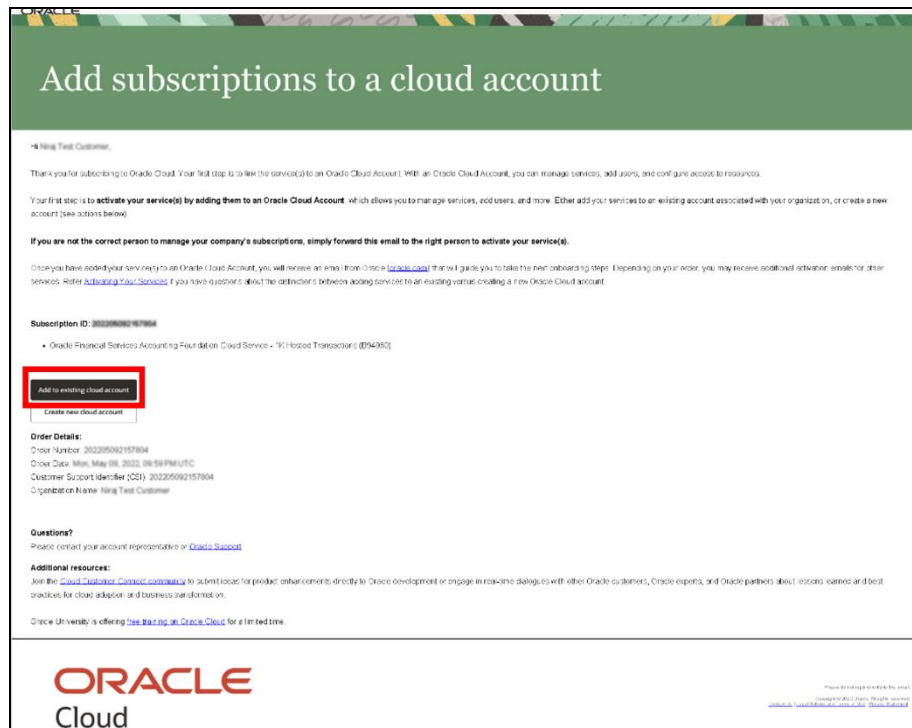 ORACLE
Add subscriptions to a cloud account
Hi Niraj Test Customer,
Thank you for subscribing to Oracle Cloud. Your first step is to link the service(s) to an Oracle Cloud Account. With an Oracle Cloud Account, you can manage services, add users, and configure access to resources.
Your first step is to activate your service(s) by adding them to an Oracle Cloud Account, which allows you to manage services, add users, and more. Either add your services to an existing account associated with your organization, or create a new
account (see options below)
If you are not the correct person to manage your company's subscriptions, simply forward this email to the right person to activate your service(s).
Once you have added your service(s) to an Oracle Cloud Account, you will receive an email from Oracle (oracle.com) that will guide you to take the next onboarding steps. Depending on your order, you may receive additional activation emails for other
services. Refer Activating Your Services if you have questions about the distinctions between adding services to an existing versus creating a new Oracle Cloud account.
Subscription ID: 202205092157804
• Oracle Financial Services Accounting Foundation Cloud Service - 1K Hosted Transactions
Add to existing cloud account
Create new cloud account
Order Details:
Order Number: 202205092157804
Order Date: Mon, May 09, 2022, 09:59 PM UTC
Customer Support Identifier (CSI): 202205092157804
Organization Name: Niraj Test Customer
Questions?
Please contact your account representative or Oracle Support
Additional resources:
Join the Cloud Customer Connect community to submit ideas for product enhancements directly to Oracle development or engage in real-time dialogues with other Oracle customers, Oracle experts, and Oracle partners about lessons learned and best
practices for cloud adoption and business transformation.
Oracle University is offering free training on Oracle Cloud for a limited time.
ORACLE
Cloud